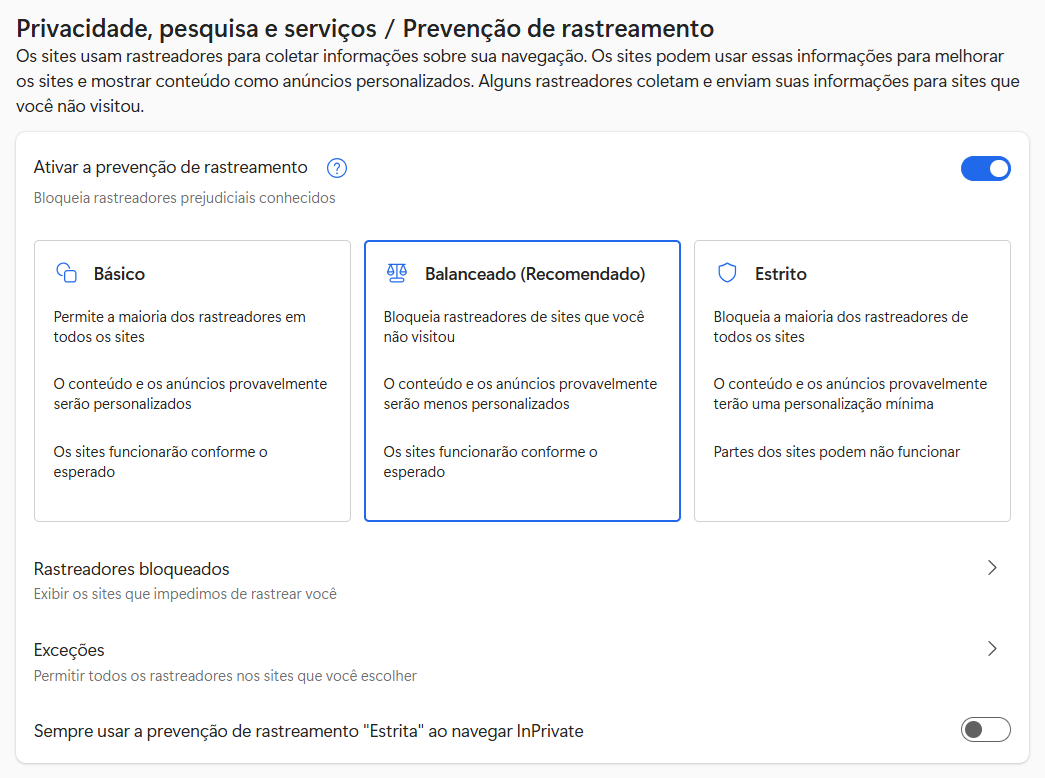 Privacidade, pesquisa e serviços / Prevenção de rastreamento
Os sites usam rastreadores para coletar informações sobre sua navegação. Os sites podem usar essas informações para melhorar
os sites e mostrar conteúdo como anúncios personalizados. Alguns rastreadores coletam e enviam suas informações para sites que
você não visitou.
Ativar a prevenção de rastreamento ?
Bloqueia rastreadores prejudiciais conhecidos
Básico
Permite a maioria dos rastreadores em
todos os sites
O conteúdo e os anúncios provavelmente
serão personalizados
Os sites funcionarão conforme o
esperado
Balanceado (Recomendado)
Bloqueia rastreadores de sites que você
não visitou
O conteúdo e os anúncios provavelmente
serão menos personalizados
Os sites funcionarão conforme o
esperado
Estrito
Bloqueia a maioria dos rastreadores de
todos os sites
O conteúdo e os anúncios provavelmente
terão uma personalização mínima
Partes dos sites podem não funcionar
Rastreadores bloqueados
Exibir os sites que impedimos de rastrear você
Exceções
Permitir todos os rastreadores nos sites que você escolher
Sempre usar a prevenção de rastreamento "Estrita" ao navegar InPrivate